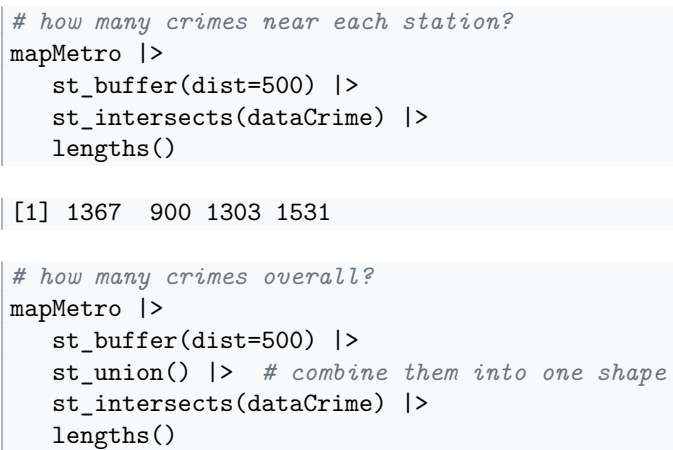 # how many crimes near each station?
mapMetro |>
   st_buffer(dist=500) |>
   st_intersects(dataCrime) |>
   lengths()
[1] 1367  900 1303 1531
# how many crimes overall?
mapMetro |>
   st_buffer(dist=500) |>
   st_union() |>  # combine them into one shape
   st_intersects(dataCrime) |>
   lengths()